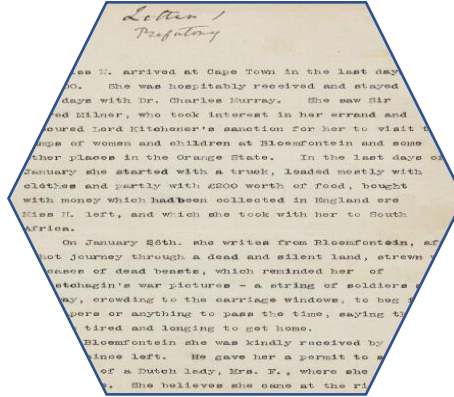 Letter 1
Prefatory
iss H. arrived at Cape Town in the last day
00. She was hospitably received and stayed
days with Dr. Charles Murray. She saw Sir
red Milner, who took interest in her errand and
cured Lord Kitchener's sanction for her to visit t
amps of women and children at Bloemfontein and some
ther places in the Orange State. In the last days of
January she started with a truck, loaded mostly with
clothes and partly with £200 worth of food, bought
with money which had been collected in England ere
Miss H. left, and which she took with her to South
Africa.
On January 26th. she writes from Bloemfontein, af
hot journey through a dead and silent land, strewn w
cases of dead beasts, which reminded her of
stchagin's war pictures - a string of soldiers
ay, crowding to the carriage windows, to beg f
pers or anything to pass the time, saying th
tired and longing to get home.
Bloemfontein she was kindly received by
since left. He gave her a permit to s
of a Dutch lady, Mrs. F., where she
. She believes she came at the ri